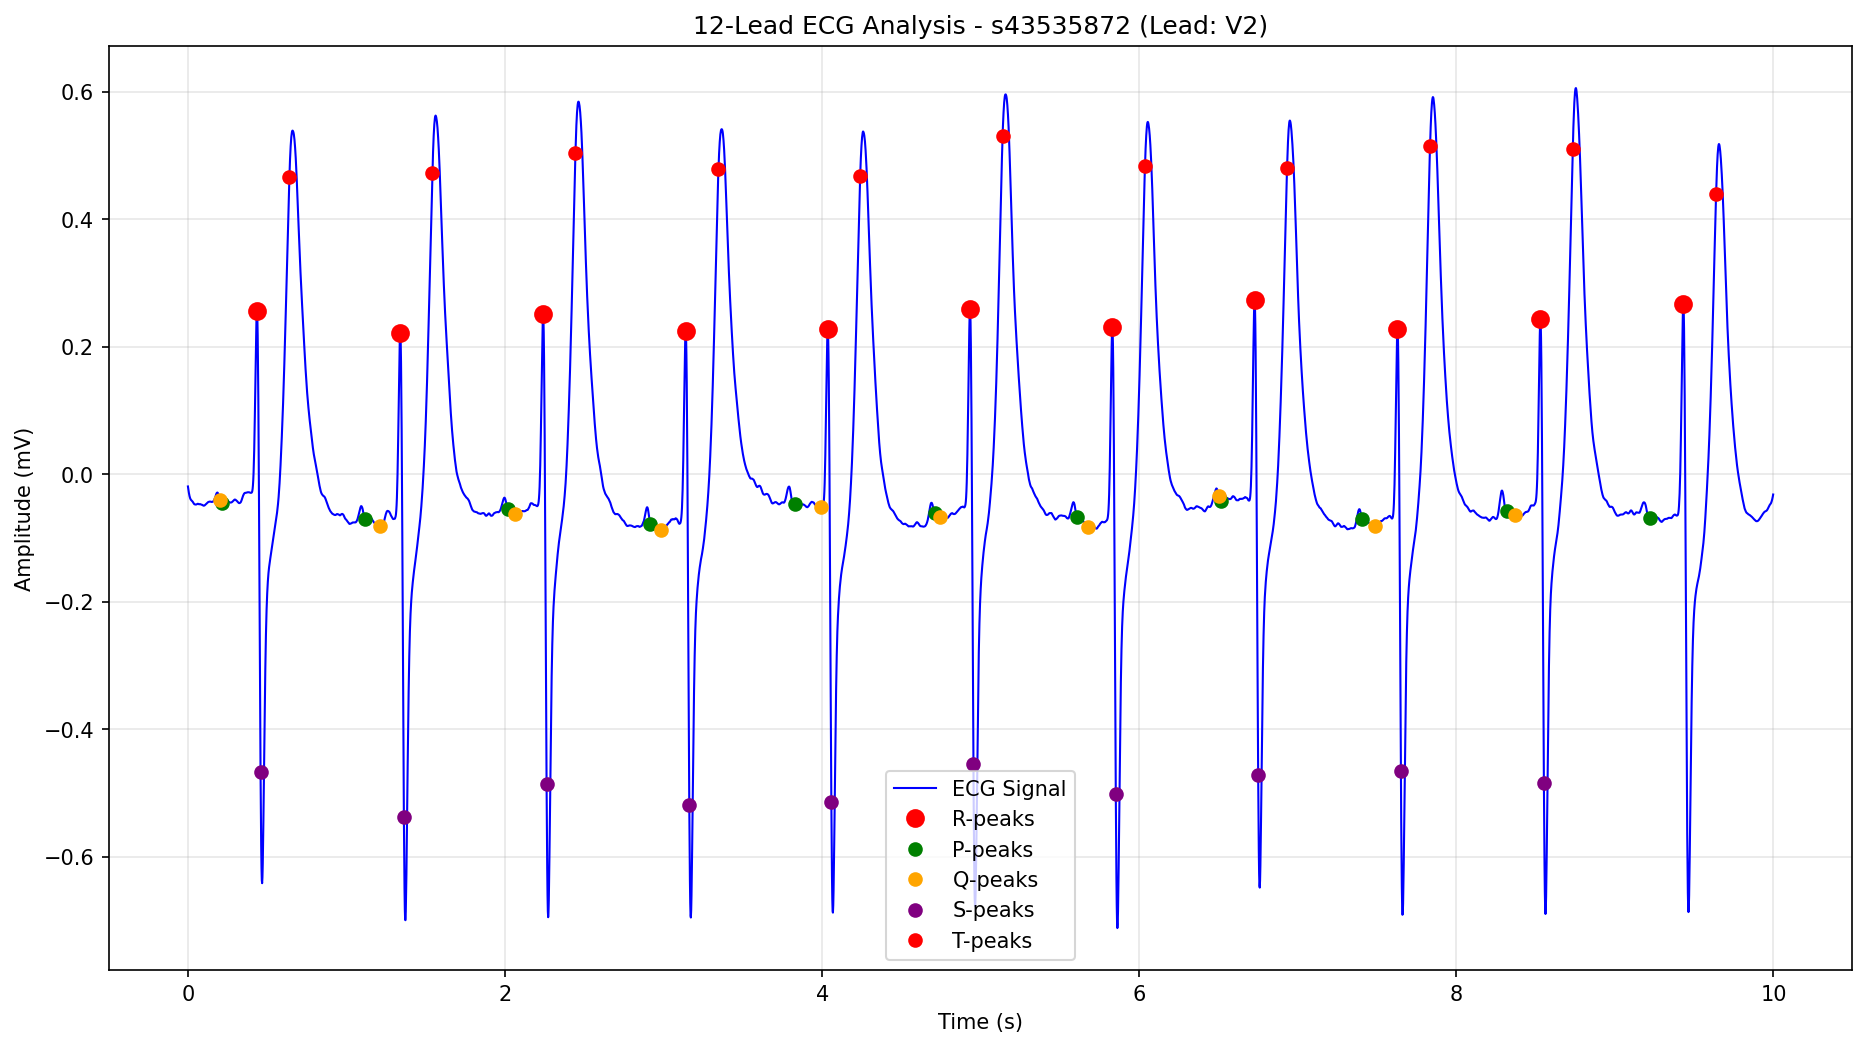 12-Lead ECG Analysis - s43535872 (Lead: V2)
Amplitude (mV)
0.6
0.4
0.2
0.0
−0.2
−0.4
−0.6
ECG Signal
R-peaks
P-peaks
Q-peaks
S-peaks
T-peaks
0 2 4 6 8 10
Time (s)